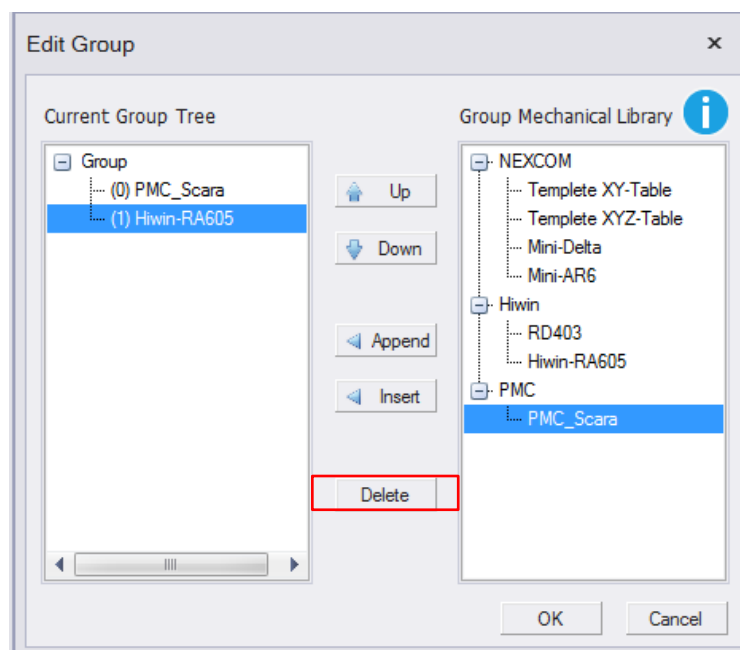 Edit Group
Current Group Tree
Group
(0) PMC_Scara
(1) Hiwin-RA605
Up
Down
Append
Insert
Delete
Group Mechanical Library
NEXCOM
Templete XY-Table
Templete XYZ-Table
Mini-Delta
Mini-AR6
Hiwin
RD403
Hiwin-RA605
PMC
PMC_Scara
OK
Cancel